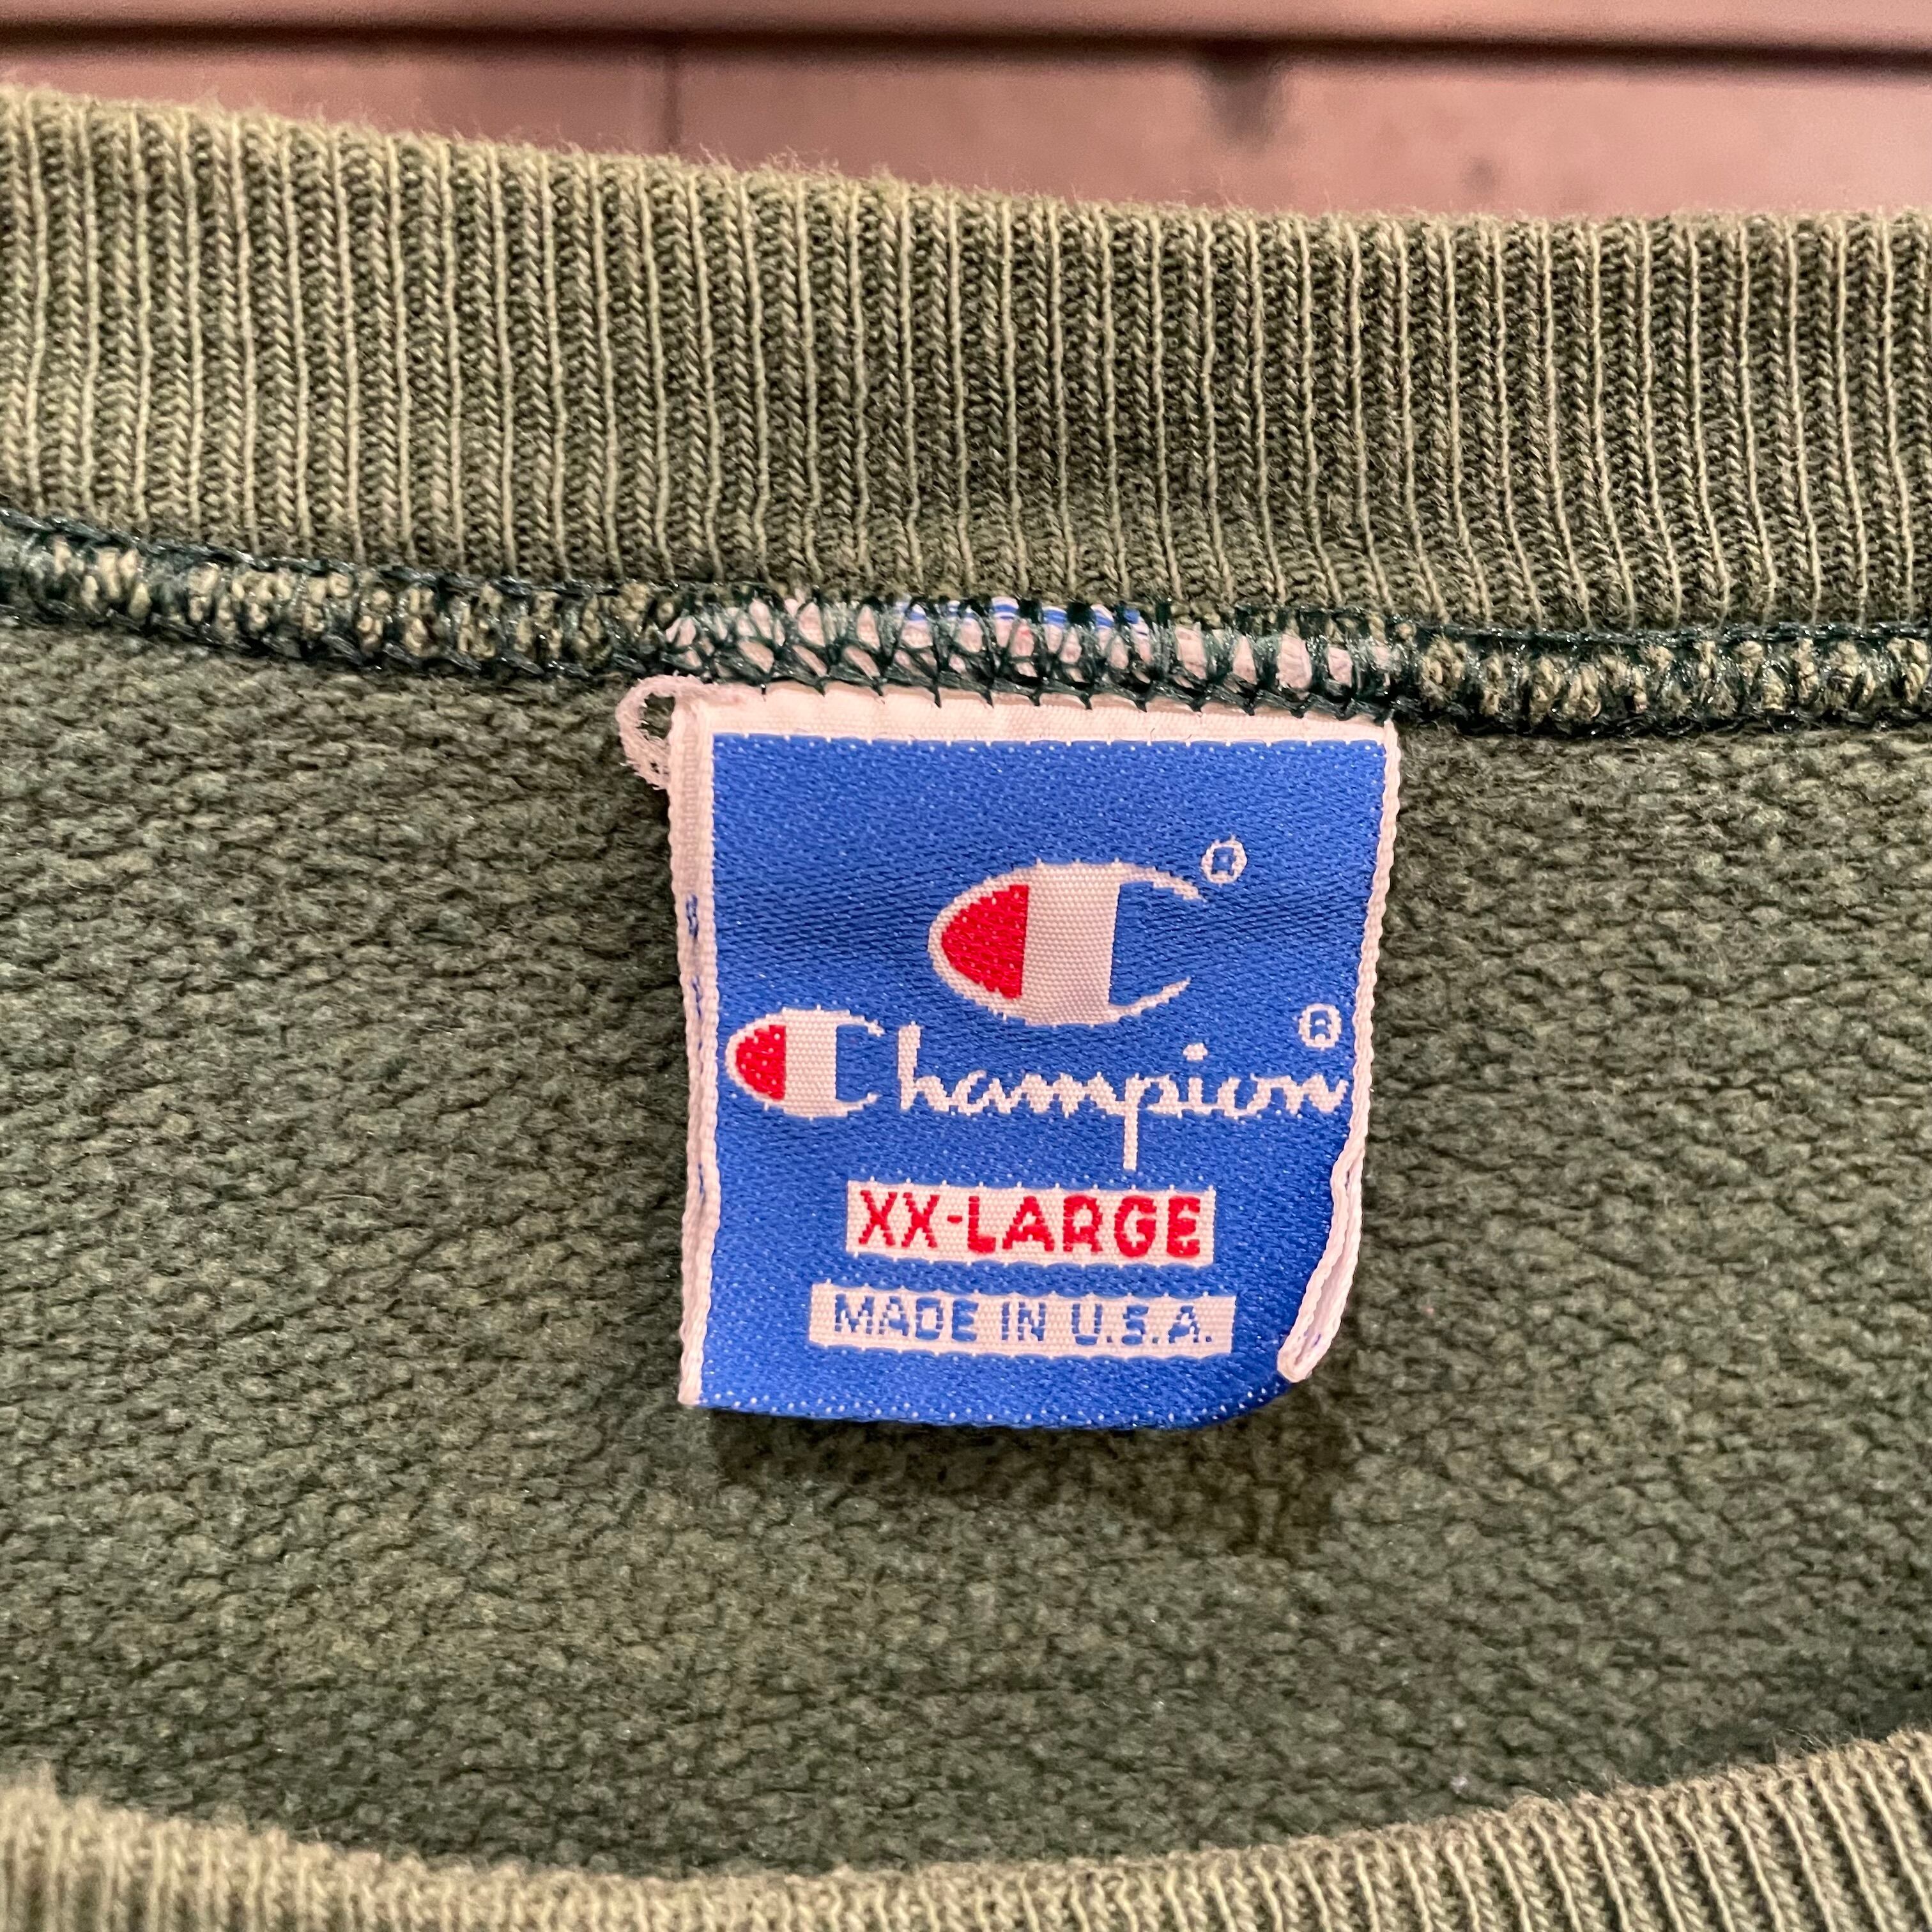 C®
Champion®
XX-LARGE
MADE IN U.S.A.